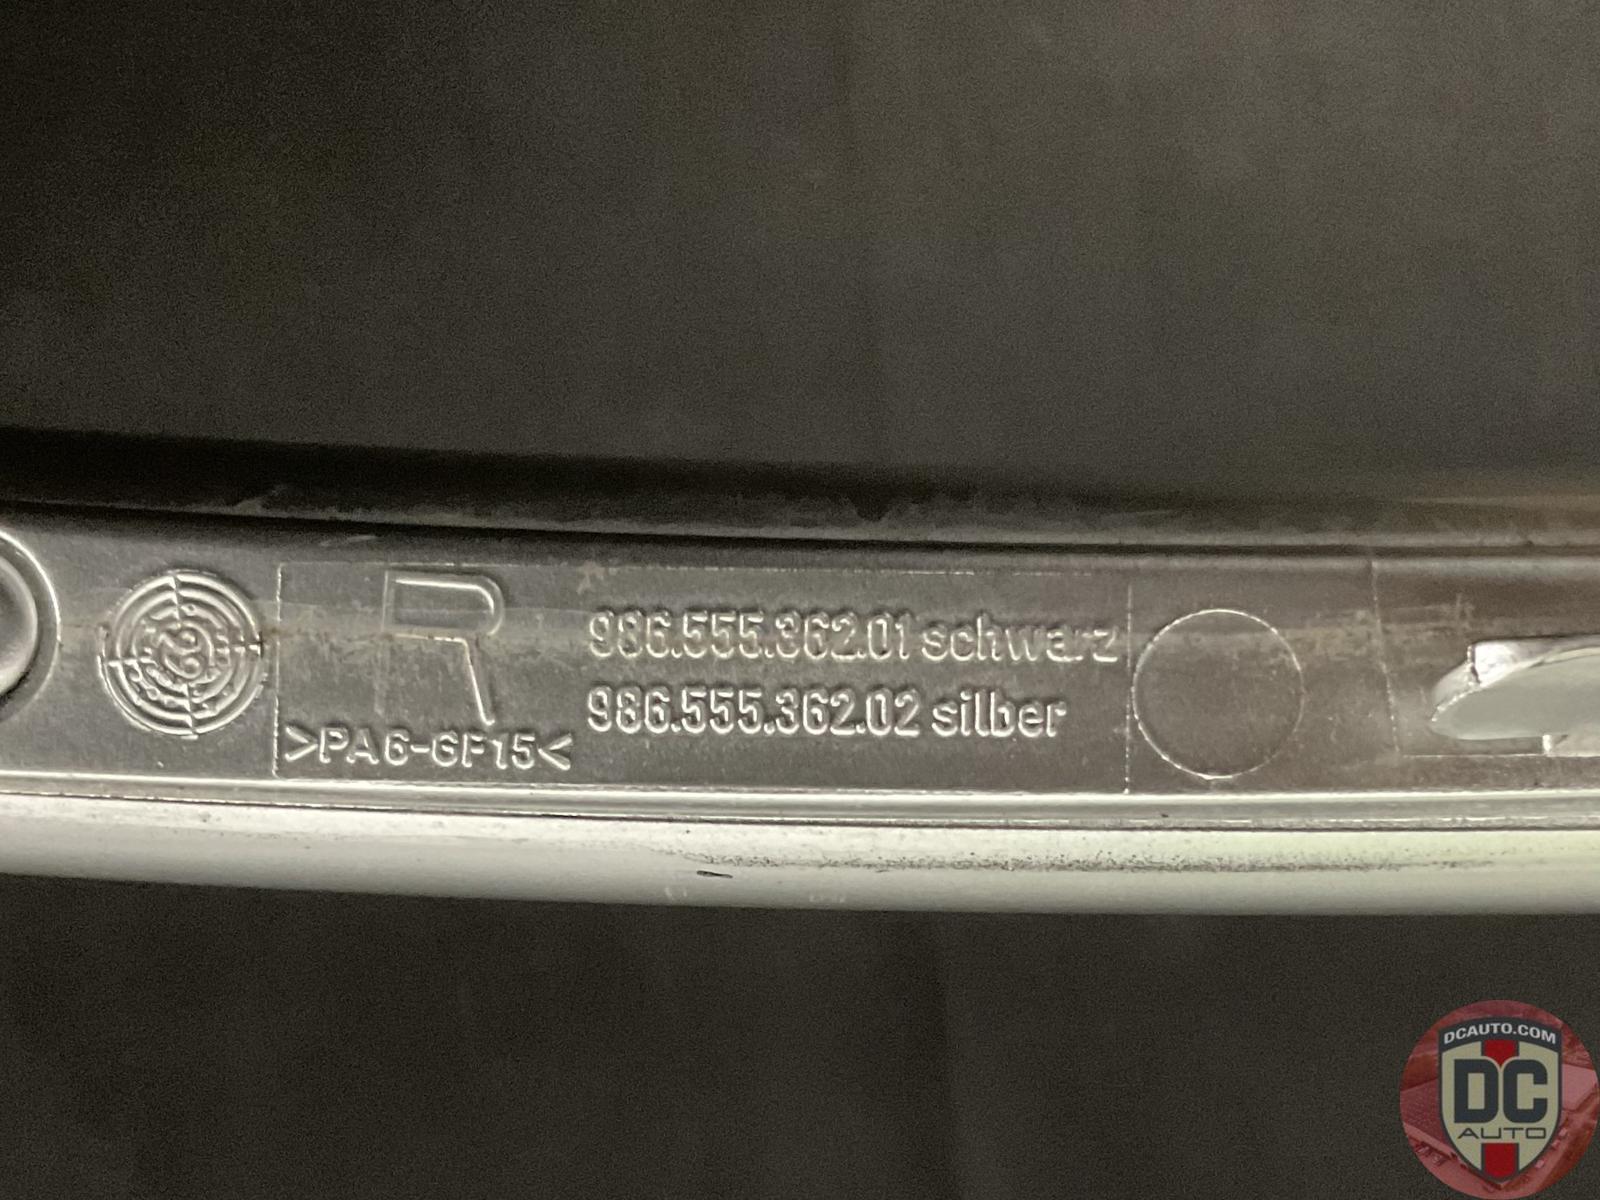 R
986.555.362.01 schwarz
986.555.362.02 silber
>PA6-GF15<
DCAUTO.COM
DC
AUTO